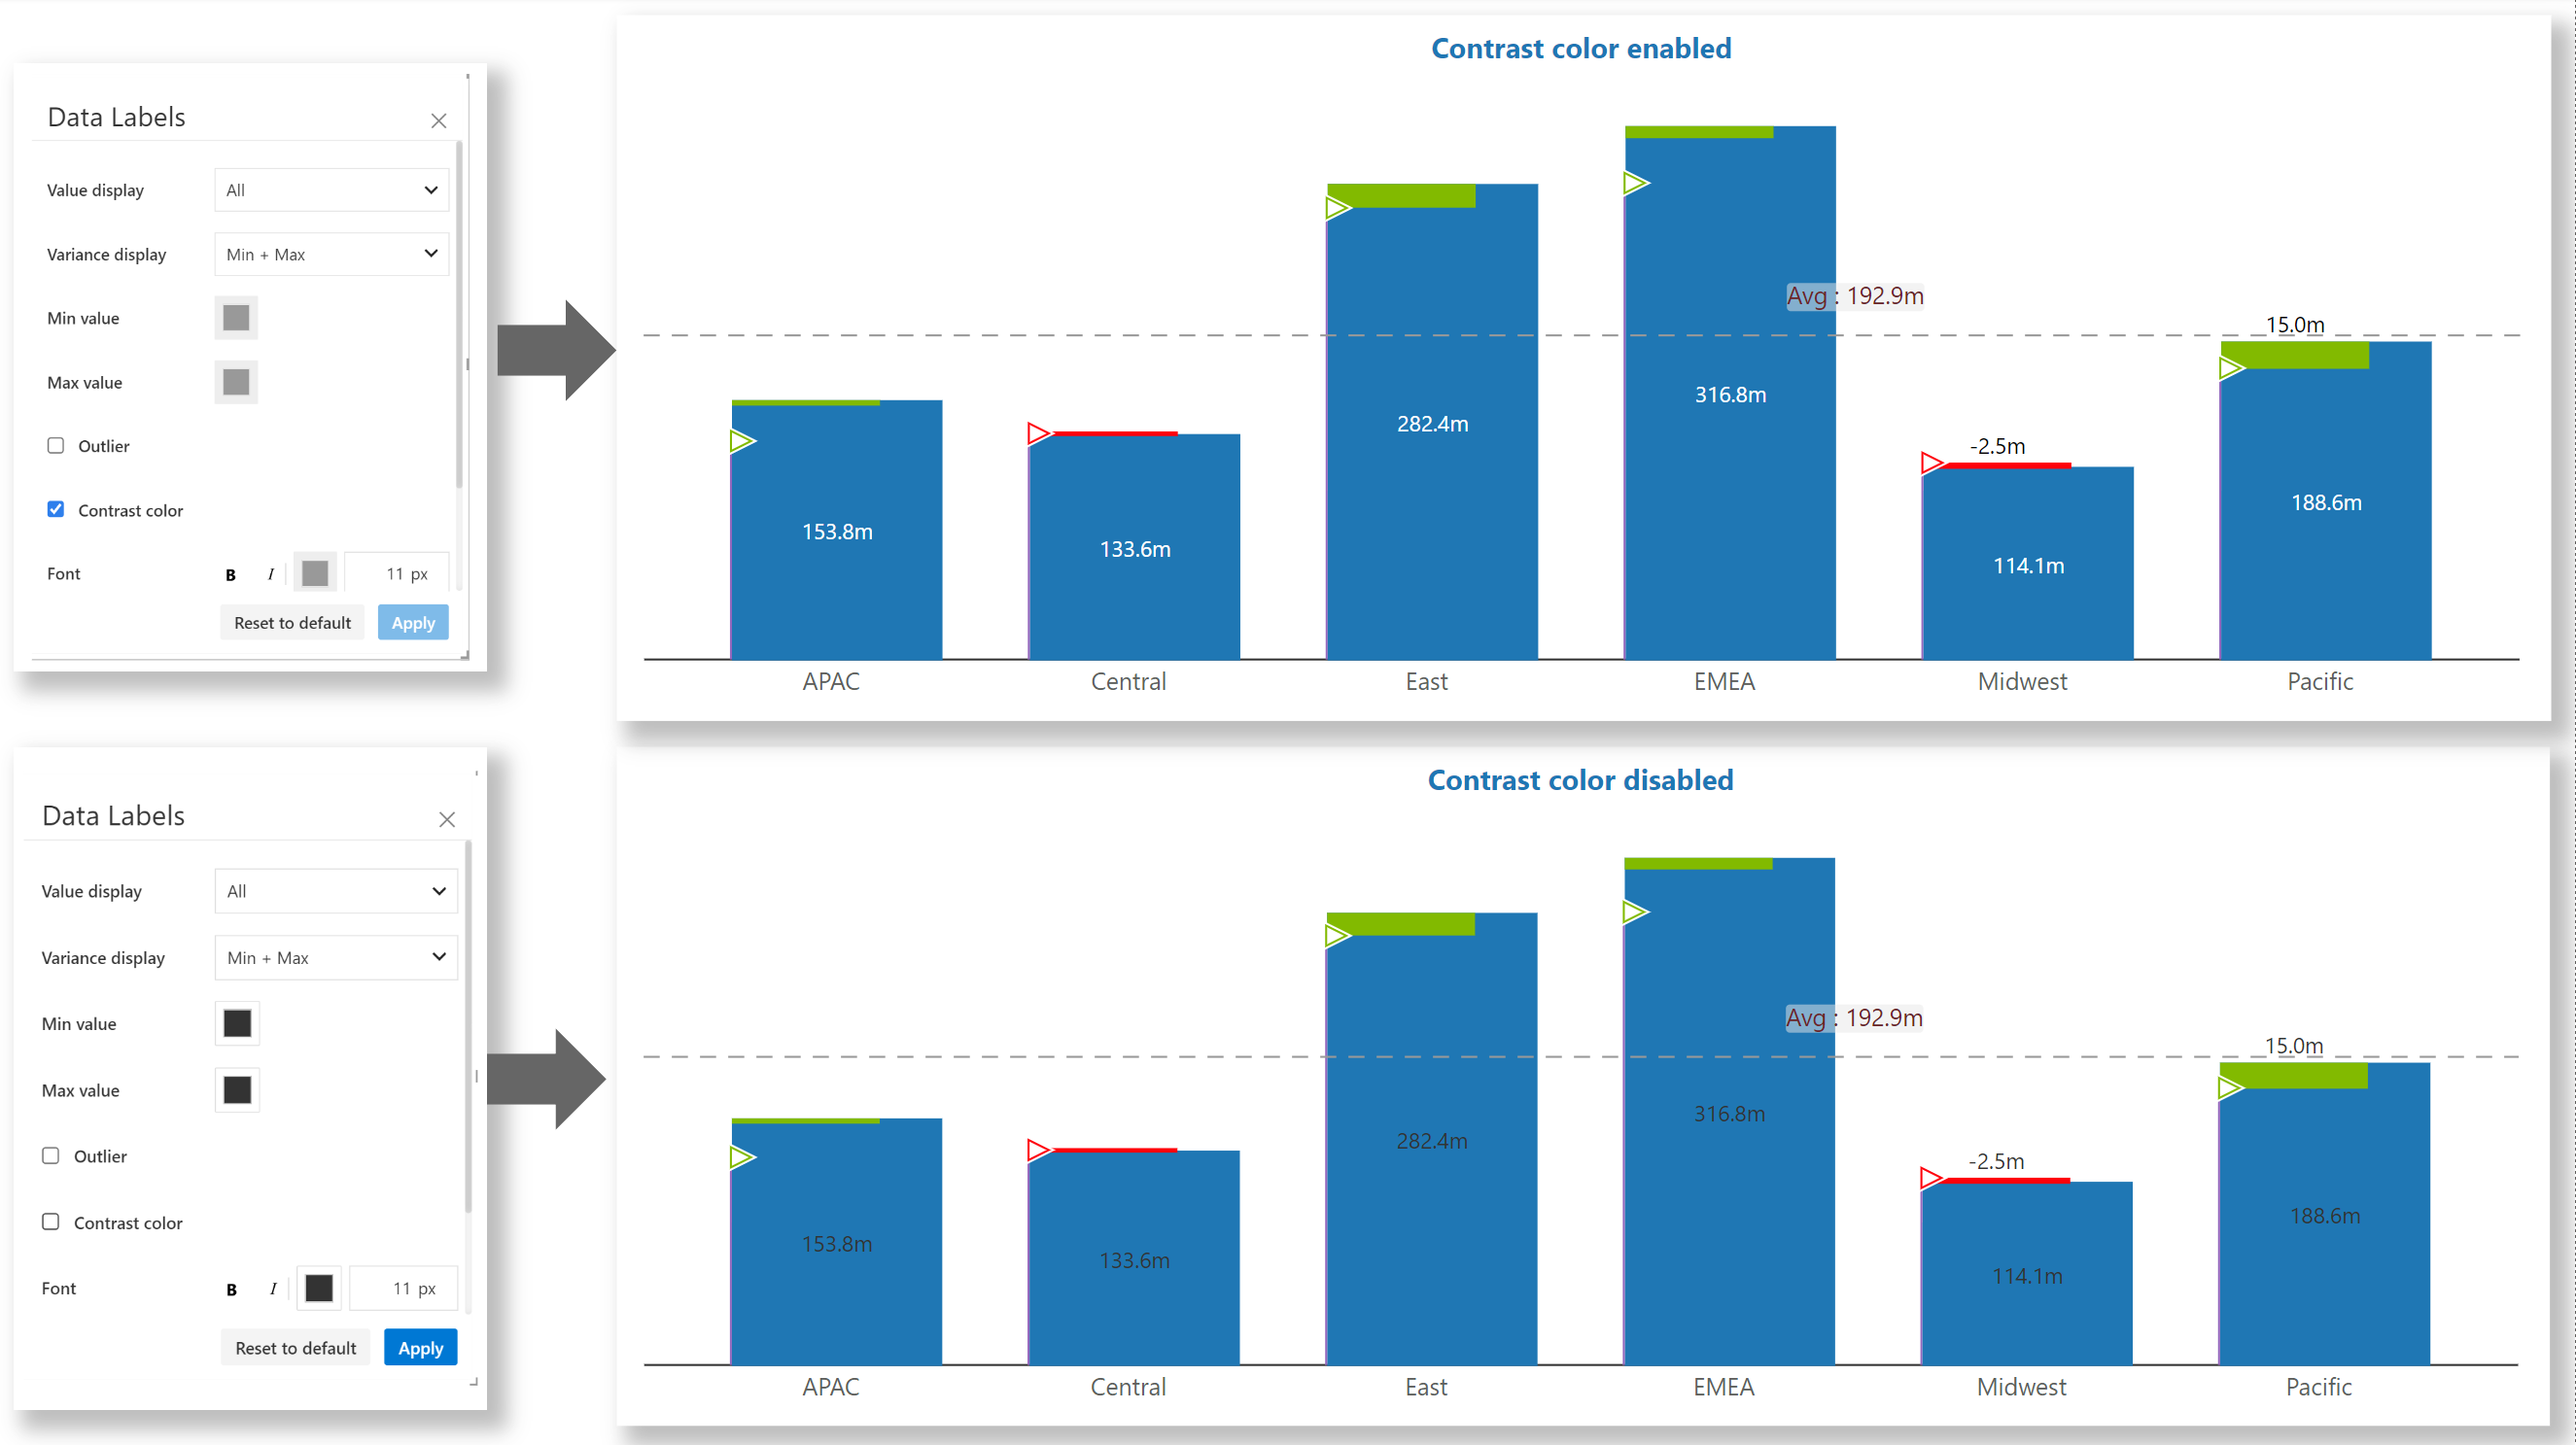 Contrast color enabled
Data Labels
Value display All
Variance display Min + Max
Min value
Max value
Outlier
Contrast color
Font B I 11 px
Reset to default Apply
Avg : 192.9m
15.0m
-2.5m
153.8m 133.6m 282.4m 316.8m 114.1m 188.6m
APAC Central East EMEA Midwest Pacific
Contrast color disabled
Data Labels
Value display All
Variance display Min + Max
Min value
Max value
Outlier
Contrast color
Font B I 11 px
Reset to default Apply
Avg : 192.9m
15.0m
-2.5m
153.8m 133.6m 282.4m 316.8m 114.1m 188.6m
APAC Central East EMEA Midwest Pacific